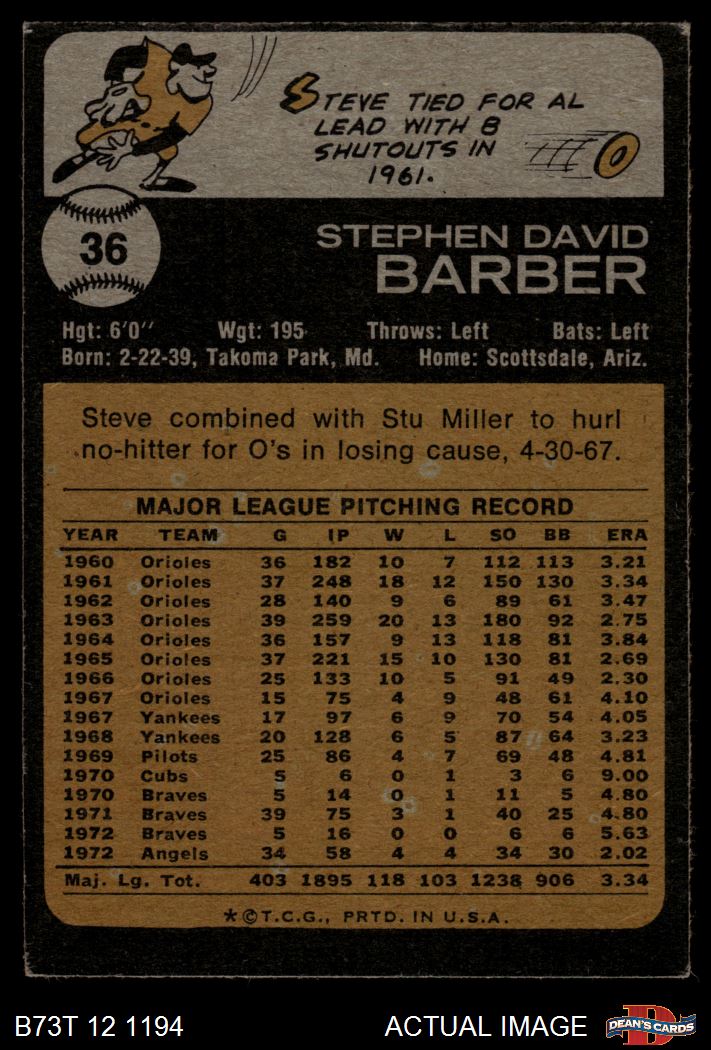 STEVE TIED FOR AL
LEAD WITH 8
SHUTOUTS IN
1961.
36
STEPHEN DAVID
BARBER
Hgt: 6'0" Wgt: 195 Throws: Left Bats: Left
Born: 2-22-39, Takoma Park, Md. Home: Scottsdale, Ariz.
Steve combined with Stu Miller to hurl
no-hitter for O's in losing cause, 4-30-67.
MAJOR LEAGUE PITCHING RECORD
YEAR TEAM G IP W L SO BB ERA
1960 Orioles 36 182 10 7 112 113 3.21
1961 Orioles 37 248 18 12 150 130 3.34
1962 Orioles 28 140 9 6 89 61 3.47
1963 Orioles 39 259 20 13 180 92 2.75
1964 Orioles 36 157 9 13 118 81 3.84
1965 Orioles 37 221 15 10 130 81 2.69
1966 Orioles 25 133 10 5 91 49 2.30
1967 Orioles 15 75 4 9 48 61 4.10
1967 Yankees 17 97 6 9 70 54 4.05
1968 Yankees 20 128 6 5 87 64 3.23
1969 Pilots 25 86 4 7 69 48 4.81
1970 Cubs 5 6 0 1 3 6 9.00
1970 Braves 5 14 0 1 11 5 4.80
1971 Braves 39 75 3 1 40 25 4.80
1972 Braves 5 16 0 0 6 6 5.63
1972 Angels 34 58 4 4 34 30 2.02
Maj. Lg. Tot. 403 1895 118 103 1238 906 3.34
*©T.C.G., PRTD. IN U.S.A.
B73T 12 1194 ACTUAL IMAGE D DEAN'S CARDS